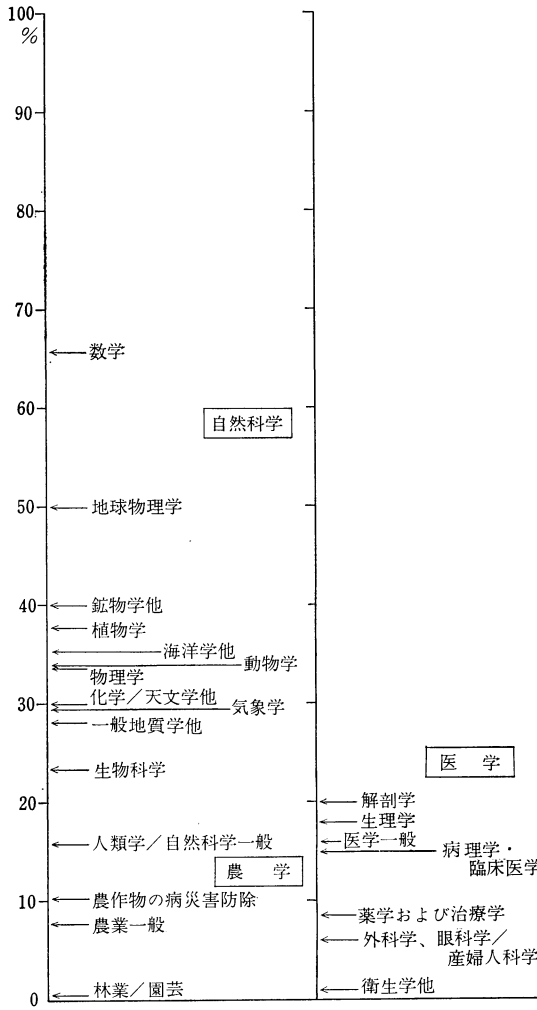 100
%
90
80
70
数学
60
自然科学
50
地球物理学
40
鉱物学他
植物学
海洋学他
動物学
物理学
化学／天文学他
30
気象学
一般地質学他
医 学
生物科学
20
解剖学
生理学
人類学／自然科学一般
医学一般
病理学・
臨床医学
農 学
10
農作物の病災害防除
薬学および治療学
農業一般
外科学、眼科学／
産婦人科学
林業／園芸
衛生学他
0